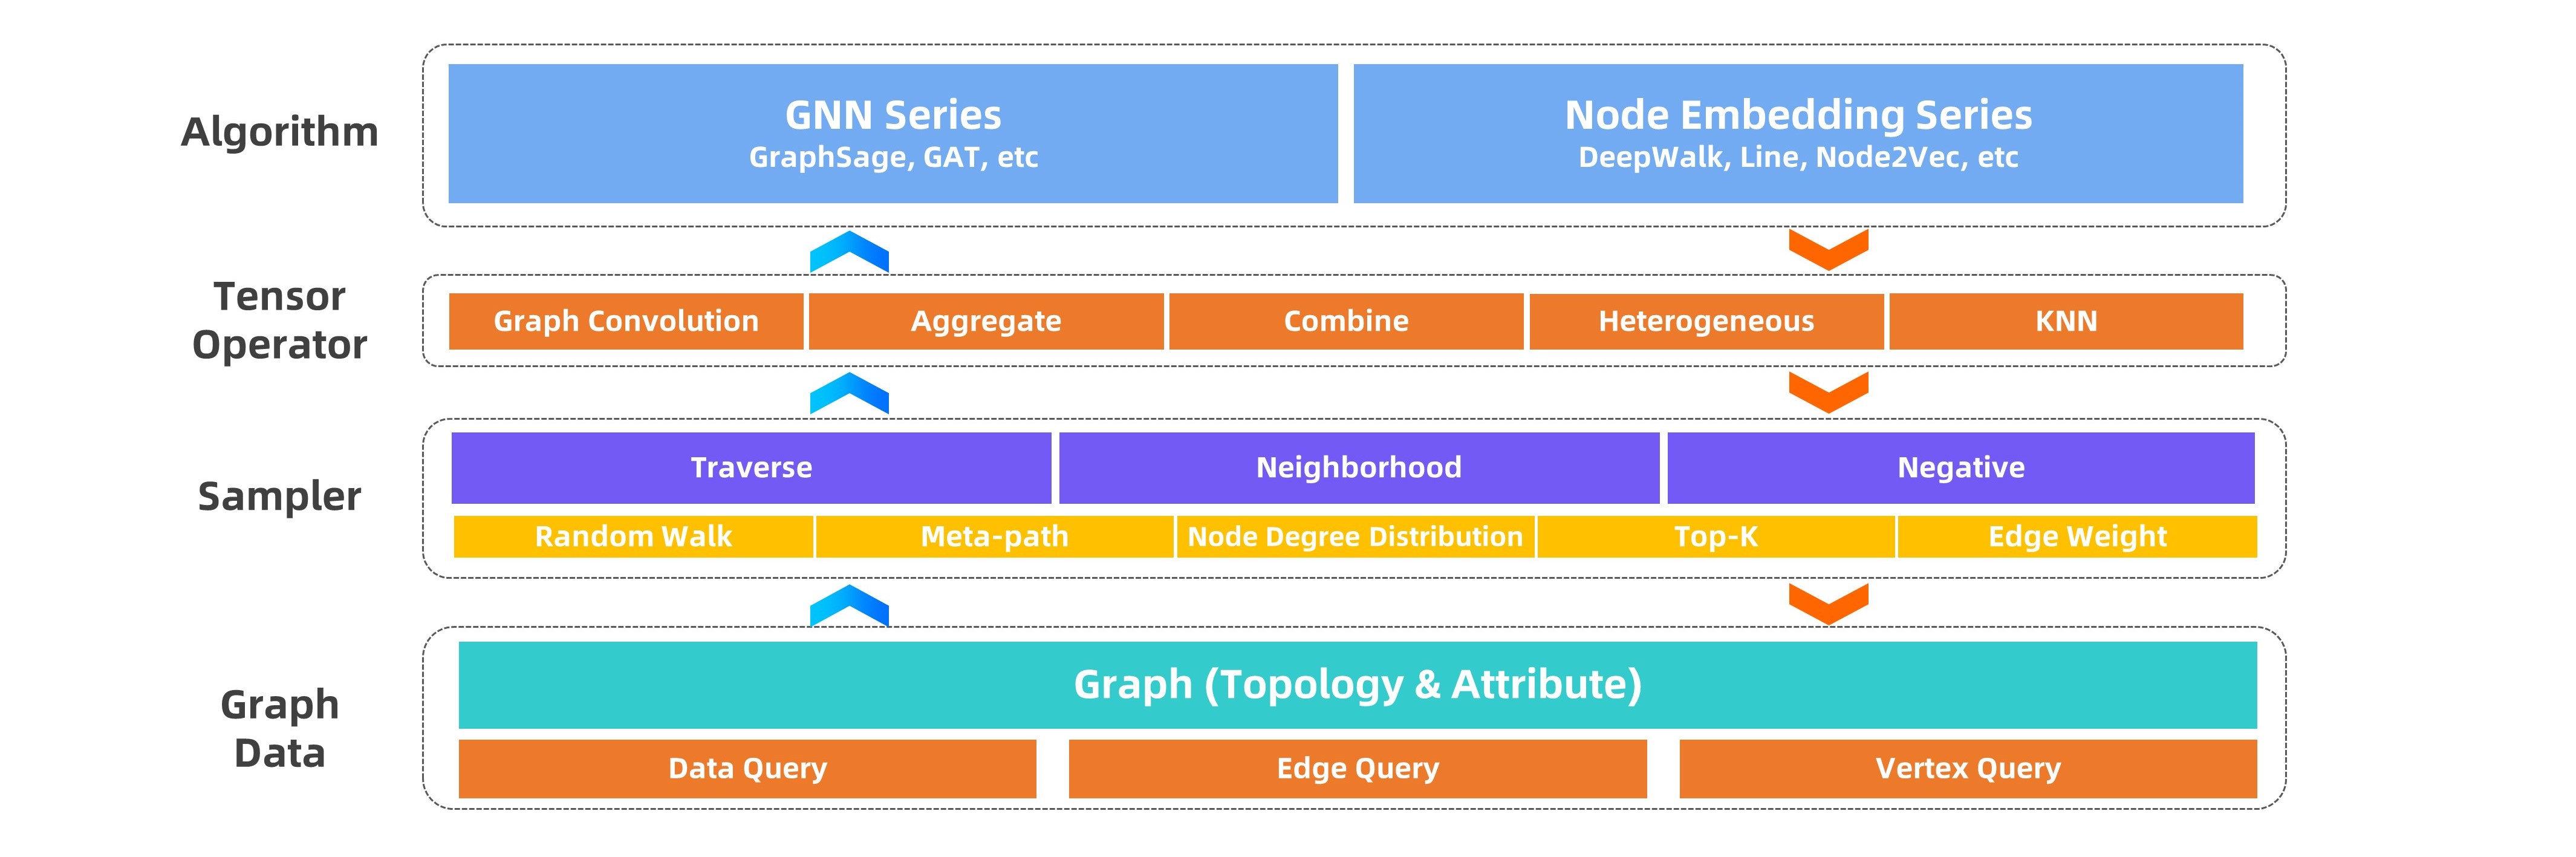 Algorithm
GNN Series
GraphSage, GAT, etc
Node Embedding Series
DeepWalk, Line, Node2Vec, etc
Tensor
Operator
Graph Convolution
Aggregate
Combine
Heterogeneous
KNN
Sampler
Traverse
Neighborhood
Negative
Random Walk
Meta-path
Node Degree Distribution
Top-K
Edge Weight
Graph
Data
Graph (Topology & Attribute)
Data Query
Edge Query
Vertex Query